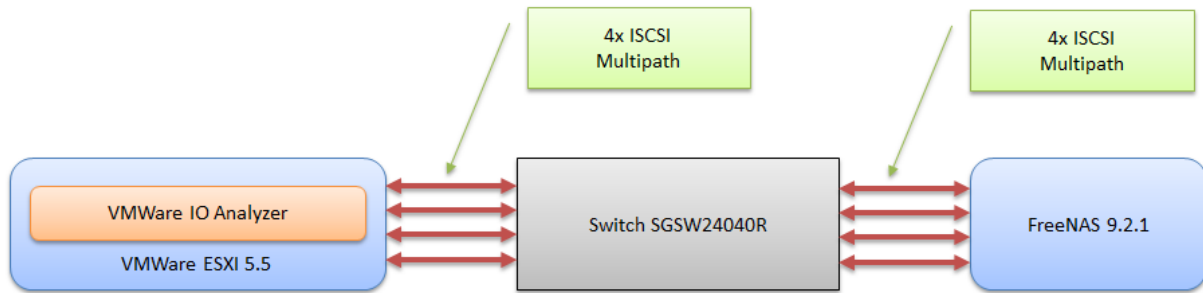 4x ISCSI
Multipath
4x ISCSI
Multipath
VMWare IO Analyzer
VMWare ESXI 5.5
Switch SGSW24040R
FreeNAS 9.2.1